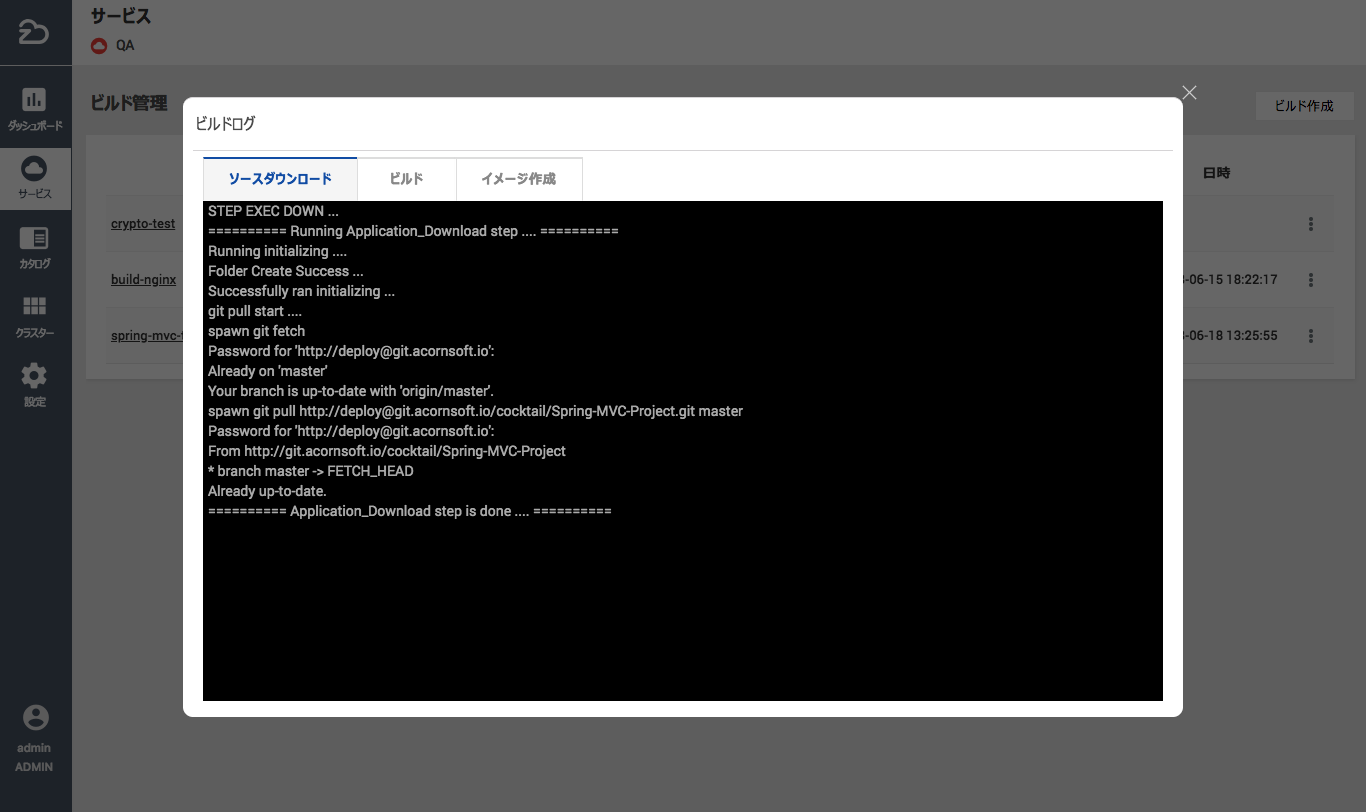 サービス
QA
ダッシュボード
サービス
カタログ
クラスター
設定
admin
ADMIN
ビルド管理
ビルド作成
日時
crypto-test
build-nginx
-06-15 18:22:17
spring-mvc-
-06-18 13:25:55
ビルドログ
ソースダウンロード
ビルド
イメージ作成
STEP EXEC DOWN ...
========== Running Application_Download step .... ==========
Running initializing ....
Folder Create Success ...
Successfully ran initializing ...
git pull start ....
spawn git fetch
Password for 'http://deploy@git.acornsoft.io':
Already on 'master'
Your branch is up-to-date with 'origin/master'.
spawn git pull http://deploy@git.acornsoft.io/cocktail/Spring-MVC-Project.git master
Password for 'http://deploy@git.acornsoft.io':
From http://git.acornsoft.io/cocktail/Spring-MVC-Project
* branch master -> FETCH_HEAD
Already up-to-date.
========== Application_Download step is done .... ==========